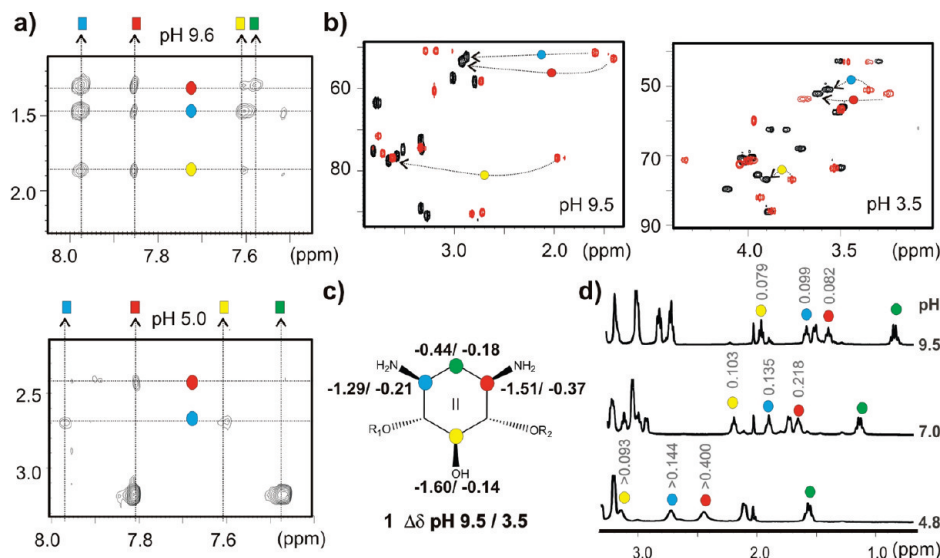 a)
pH 9.6
1.5
2.0
8.0 7.8 7.6 (ppm)
pH 5.0
2.5
3.0
8.0 7.8 7.6 (ppm)
b)
60
80
pH 9.5
3.0 2.0 (ppm)
50
70
90
pH 3.5
4.0 3.5 (ppm)
c)
-0.44/ -0.18
H₂N NH₂
-1.29/ -0.21 -1.51/ -0.37
II
R₁O OR₂
OH
-1.60/ -0.14
1 Δδ pH 9.5 / 3.5
d)
pH
0.079 0.099 0.082
9.5
0.103 0.135 0.218
7.0
>0.093 >0.144 >0.400
4.8
3.0 2.0 1.0
(ppm)